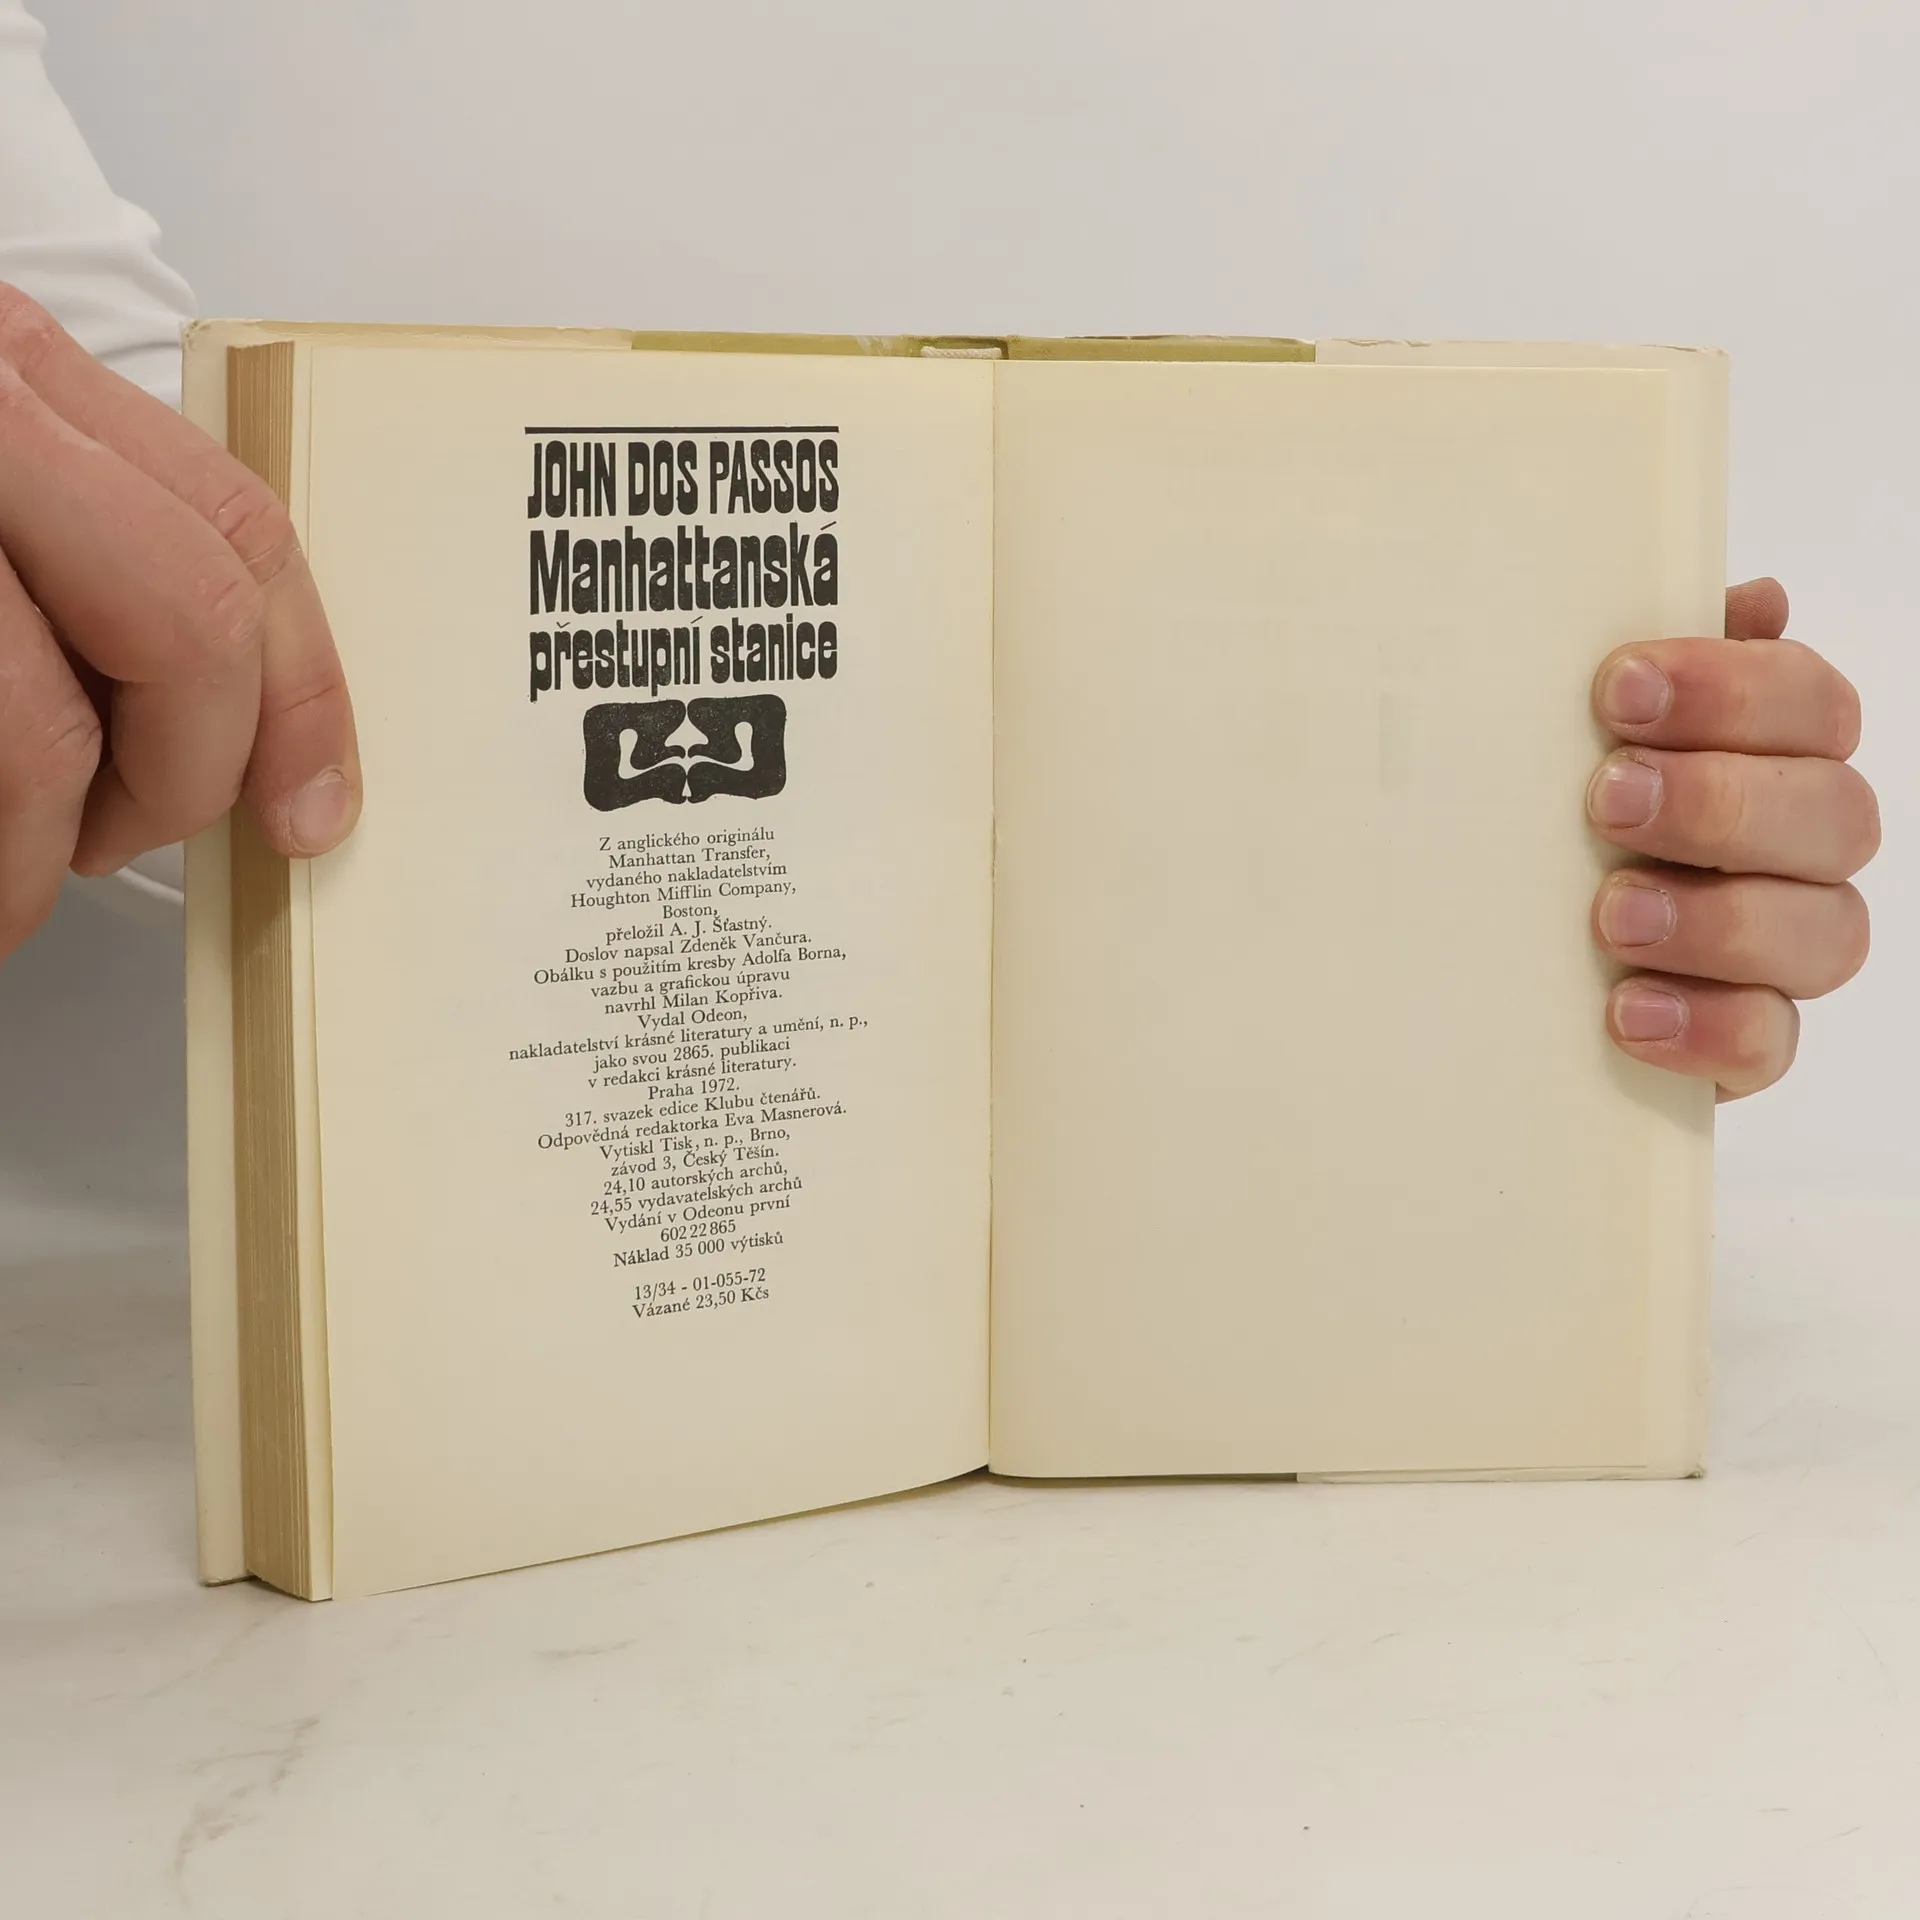 JOHN DOS PASSOS
Manhattanská
přestupní stanice
Z anglického originálu
Manhattan Transfer,
vydaného nakladatelstvím
Houghton Mifflin Company,
Boston,
přeložil A. J. Šťastný.
Doslov napsal Zdeněk Vančura.
Obálku s použitím kresby Adolfa Borna,
vazbu a grafickou úpravu
navrhl Milan Kopřiva.
Vydal Odeon,
nakladatelství krásné literatury a umění, n. p.,
jako svou 2865. publikaci
v redakci krásné literatury.
Praha 1972.
317. svazek edice Klubu čtenářů.
Odpovědná redaktorka Eva Masnerová.
Vytiskl Tisk, n. p., Brno,
závod 3, Český Těšín.
24,10 autorských archů,
24,55 vydavatelských archů
Vydání v Odeonu první
602 22 865
Náklad 35 000 výtisků
13/34 - 01-055-72
Vázané 23,50 Kčs